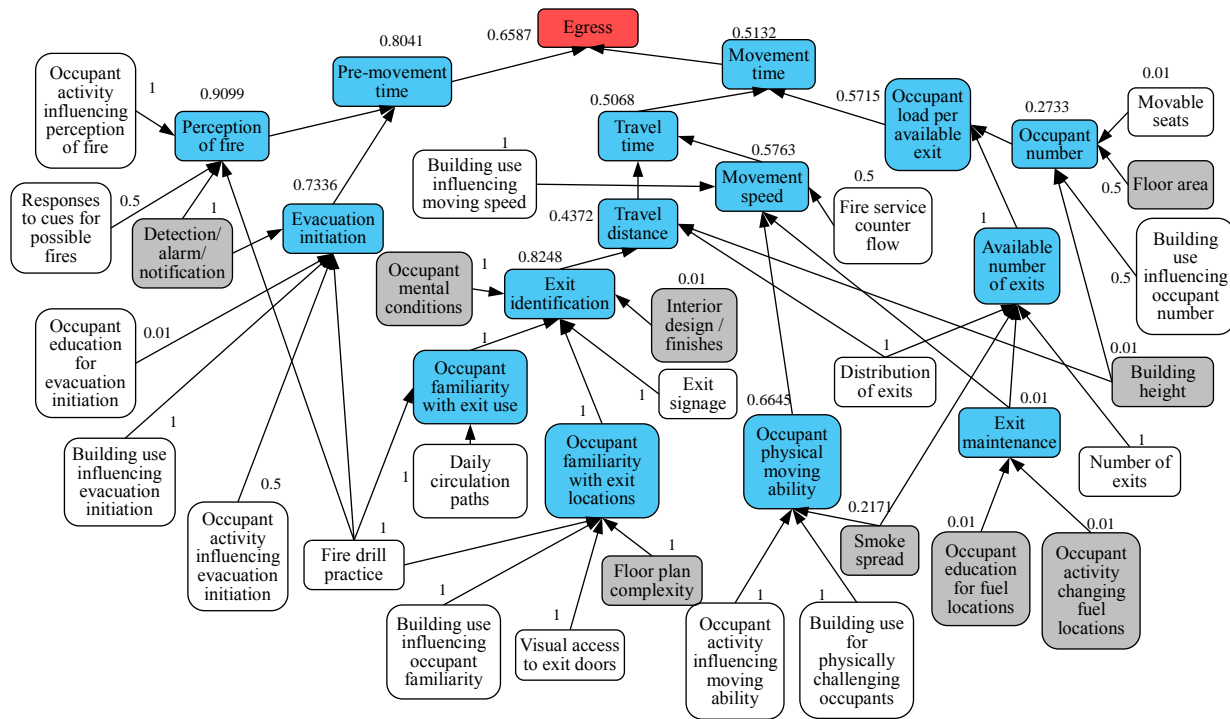 Egress
0.6587
0.8041
Pre-movement
time
0.5132
Movement
time
Occupant
activity
influencing
perception
of fire
1
0.9099
Perception
of fire
0.5068
Travel
time
0.5715
Occupant
load per
available
exit
0.2733
Occupant
number
0.01
Movable
seats
0.5
Floor area
Responses
to cues for
possible
fires
0.5
1
Detection/
alarm/
notification
0.7336
Evacuation
initiation
1
Building use
influencing
moving speed
0.5763
Movement
speed
0.4372
Travel
distance
0.5
Fire service
counter
flow
1
Available
number
of exits
0.5
Building
use
influencing
occupant
number
Occupant
mental
conditions
1
0.8248
Exit
identification
0.01
Interior
design /
finishes
Occupant
education
for
evacuation
initiation
0.01
1
Occupant
familiarity
with exit use
Exit
signage
1
1
Distribution
of exits
0.01
Building
height
Building use
influencing
evacuation
initiation
1
0.5
Occupant
activity
influencing
evacuation
initiation
1
Daily
circulation
paths
1
Occupant
familiarity
with exit
locations
0.6645
Occupant
physical
moving
ability
0.01
Exit
maintenance
1
Number of
exits
1
Fire drill
practice
1
Floor plan
complexity
0.2171
Smoke
spread
0.01
Occupant
education
for fuel
locations
0.01
Occupant
activity
changing
fuel
locations
1
Building use
influencing
occupant
familiarity
1
Visual access
to exit doors
1
Occupant
activity
influencing
moving
ability
1
Building use
for
physically
challenging
occupants